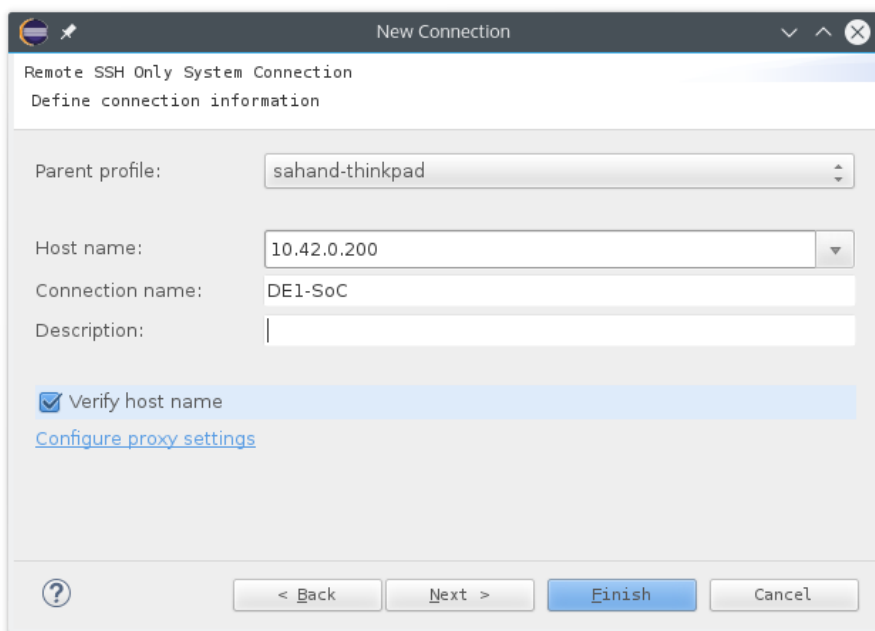 New Connection
Remote SSH Only System Connection
Define connection information
Parent profile: sahand-thinkpad
Host name: 10.42.0.200
Connection name: DE1-SoC
Description:
Verify host name
Configure proxy settings
? < Back Next > Finish Cancel